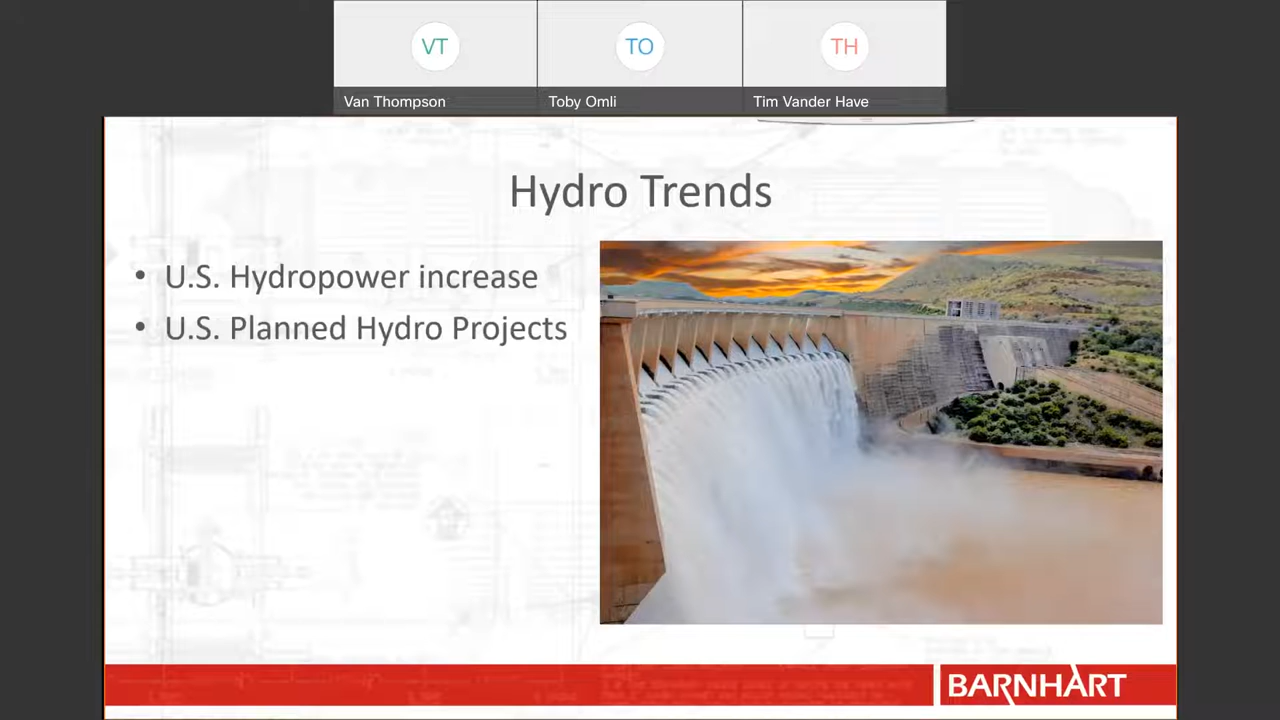 VT
TO
TH
Van Thompson
Toby Omli
Tim Vander Have
Hydro Trends
• U.S. Hydropower increase
• U.S. Planned Hydro Projects
BARNHART